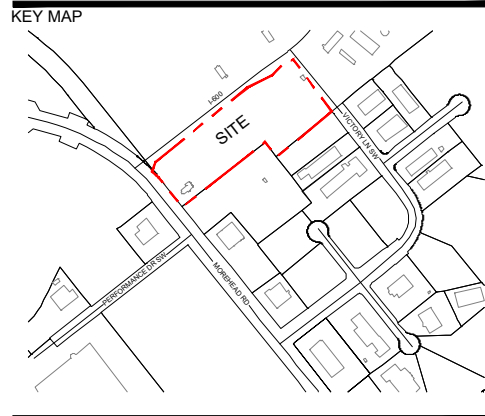 KEY MAP
I-600
SITE
VICTORY LN SW
PERFORMANCE DR SW
MOREHEAD RD